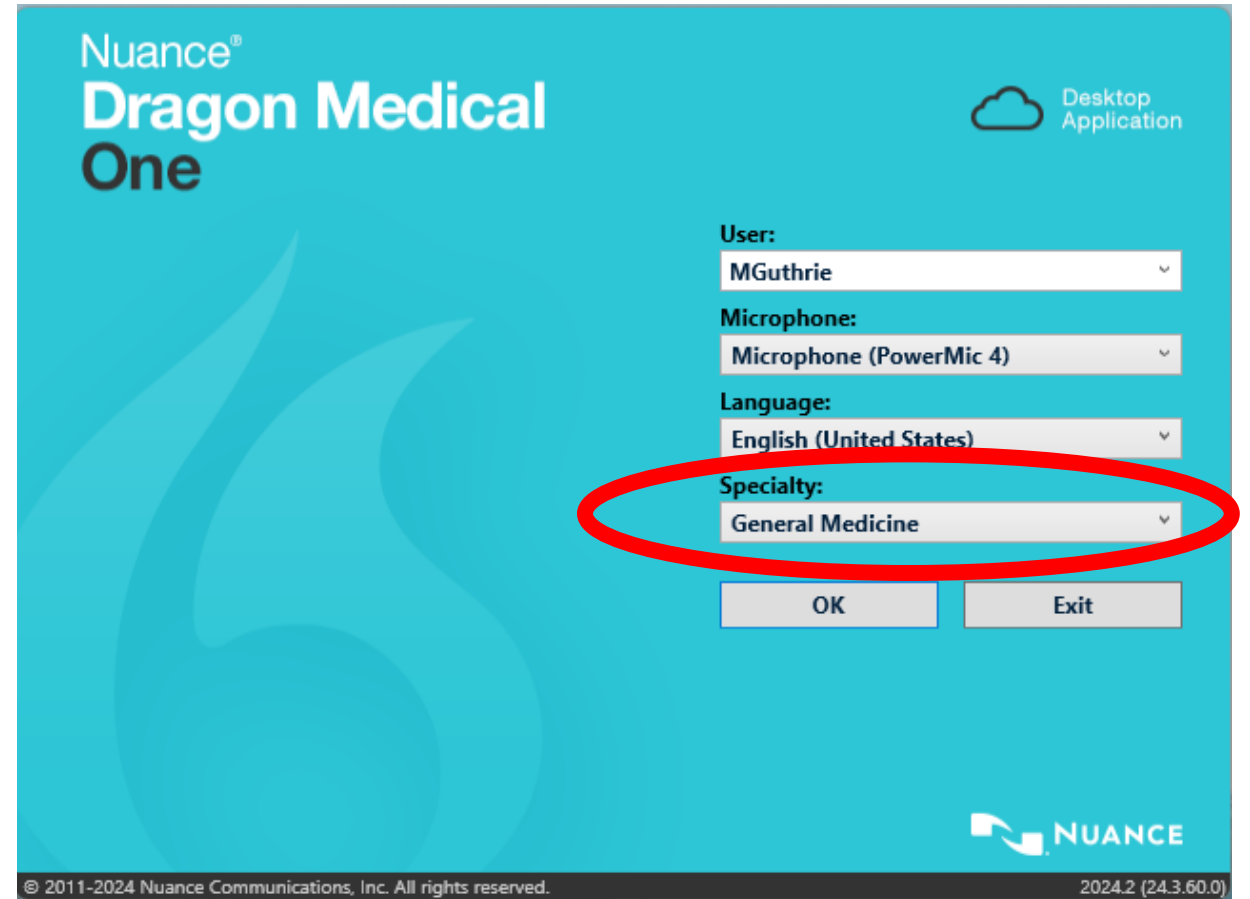 Nuance®
Dragon Medical
One
Desktop
Application
User:
MGuthrie
Microphone:
Microphone (PowerMic 4)
Language:
English (United States)
Specialty:
General Medicine
OK
Exit
NUANCE
© 2011-2024 Nuance Communications, Inc. All rights reserved.
2024.2 (24.3.60.0)